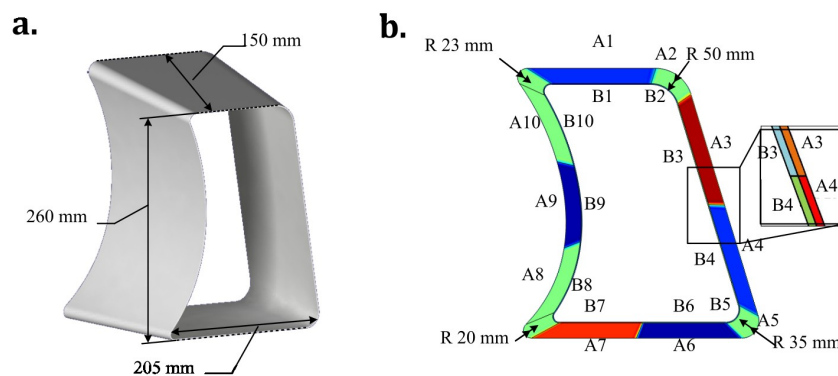 a.
150 mm
260 mm
205 mm
b.
A1
A2
R 23 mm
R 50 mm
B1
B2
A10
B10
A3
B3
B3
A3
A4
B4
A9
B9
A4
B4
A8
B8
B7
B6
B5
A5
R 20 mm
A7
A6
R 35 mm